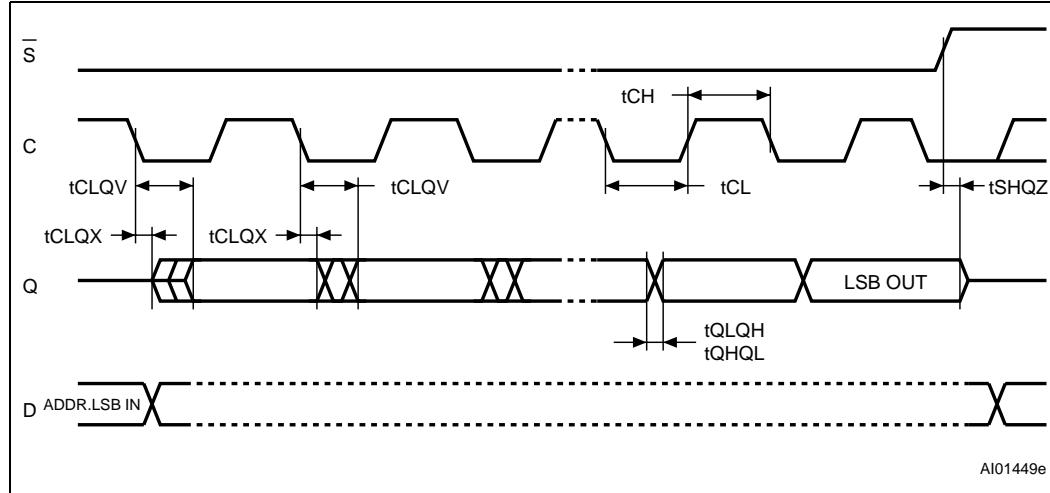 S
tCH
C
tCLQV
tCLQV
tCL
tSHQZ
tCLQX
tCLQX
Q
LSB OUT
tQLQH
tQHQL
D
ADDR.LSB IN
AI01449e